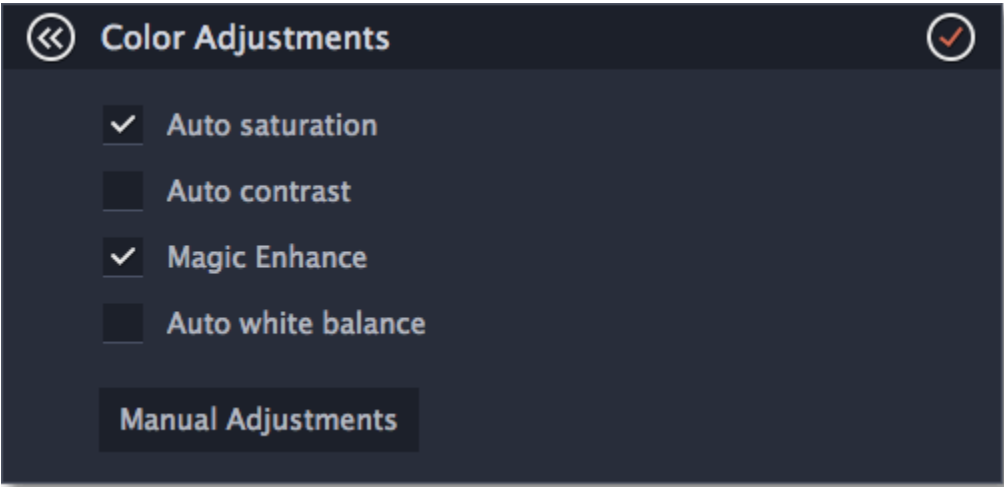 Color Adjustments
Auto saturation
Auto contrast
Magic Enhance
Auto white balance
Manual Adjustments